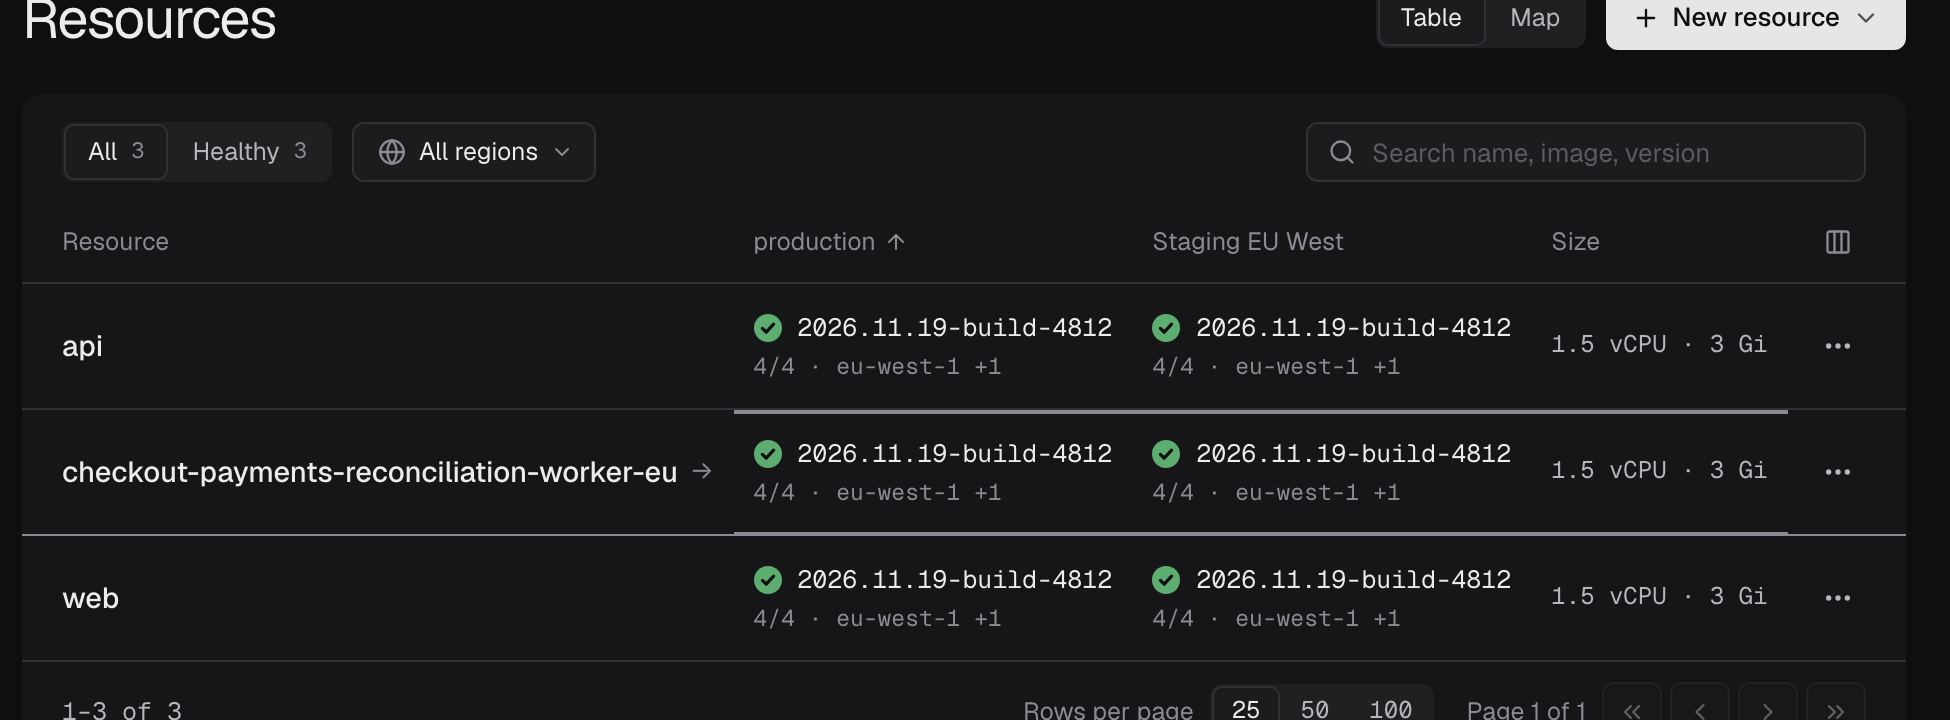 Resources
Table Map + New resource
All 3 Healthy 3 All regions Search name, image, version
Resource production ↑ Staging EU West Size
api 2026.11.19-build-4812 2026.11.19-build-4812 1.5 vCPU · 3 Gi
4/4 · eu-west-1 +1 4/4 · eu-west-1 +1
checkout-payments-reconciliation-worker-eu → 2026.11.19-build-4812 2026.11.19-build-4812 1.5 vCPU · 3 Gi
4/4 · eu-west-1 +1 4/4 · eu-west-1 +1
web 2026.11.19-build-4812 2026.11.19-build-4812 1.5 vCPU · 3 Gi
4/4 · eu-west-1 +1 4/4 · eu-west-1 +1
1-3 of 3 Rows per page 25 50 100 Page 1 of 1 « ‹ › »